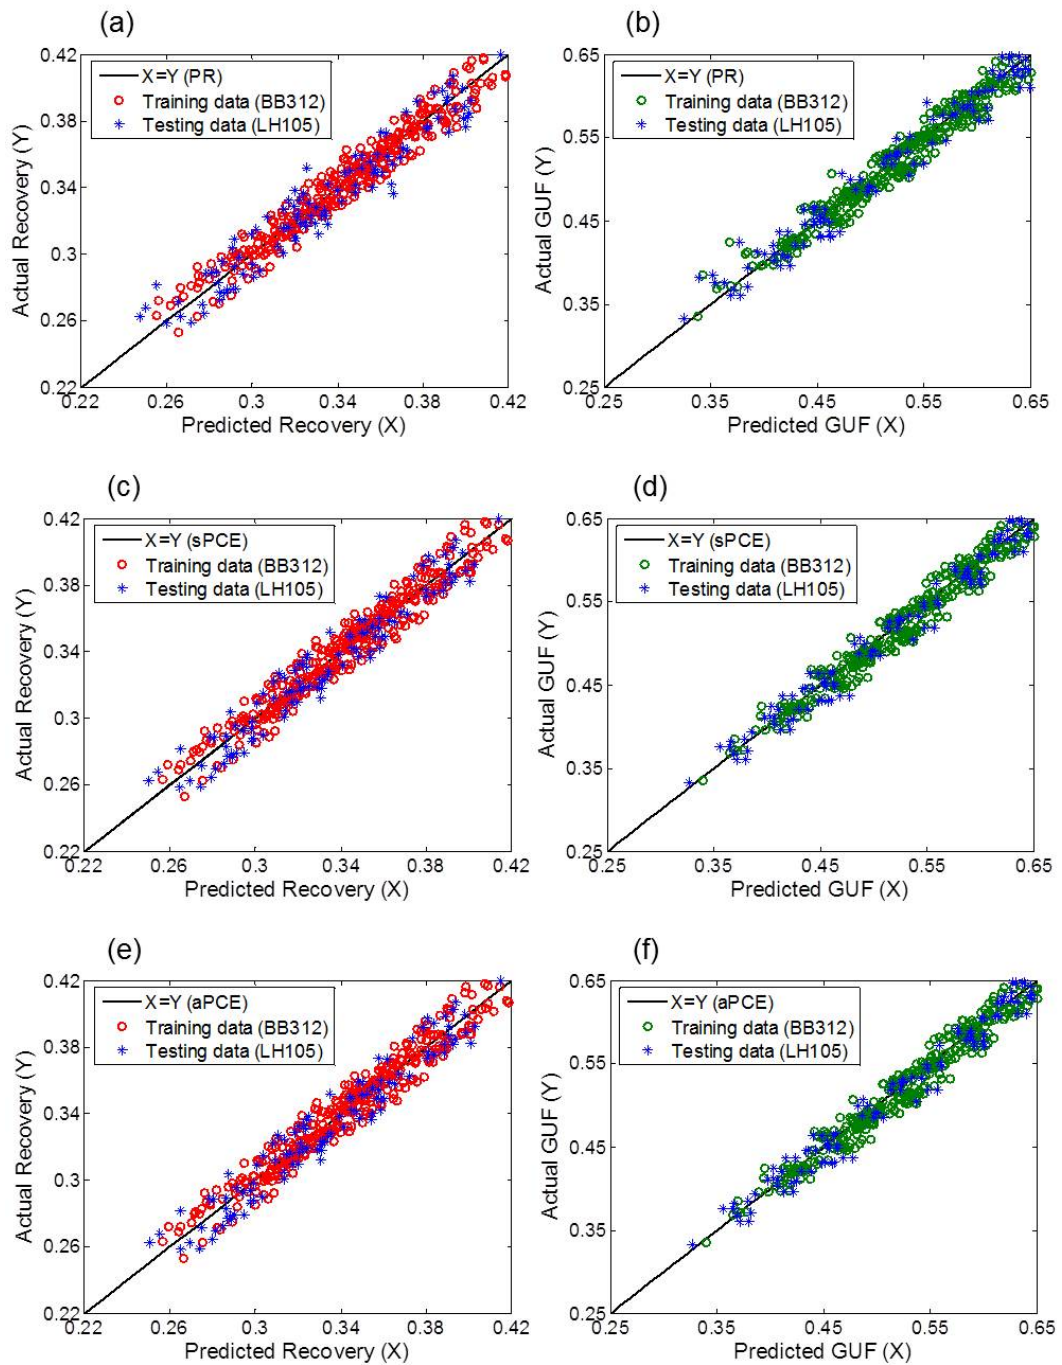 (a)
(b)
0.42
0.38
0.34
0.3
0.26
0.22
Actual Recovery (Y)
X=Y (PR)
Training data (BB312)
Testing data (LH105)
0.22 0.26 0.3 0.34 0.38 0.42
Predicted Recovery (X)
0.65
0.55
0.45
0.35
0.25
Actual GUF (Y)
X=Y (PR)
Training data (BB312)
Testing data (LH105)
0.25 0.35 0.45 0.55 0.65
Predicted GUF (X)
(c)
(d)
0.42
0.38
0.34
0.3
0.26
0.22
Actual Recovery (Y)
X=Y (sPCE)
Training data (BB312)
Testing data (LH105)
0.22 0.26 0.3 0.34 0.38 0.42
Predicted Recovery (X)
0.65
0.55
0.45
0.35
0.25
Actual GUF (Y)
X=Y (sPCE)
Training data (BB312)
Testing data (LH105)
0.25 0.35 0.45 0.55 0.65
Predicted GUF (X)
(e)
(f)
0.42
0.38
0.34
0.3
0.26
0.22
Actual Recovery (Y)
X=Y (aPCE)
Training data (BB312)
Testing data (LH105)
0.22 0.26 0.3 0.34 0.38 0.42
Predicted Recovery (X)
0.65
0.55
0.45
0.35
0.25
Actual GUF (Y)
X=Y (aPCE)
Training data (BB312)
Testing data (LH105)
0.25 0.35 0.45 0.55 0.65
Predicted GUF (X)